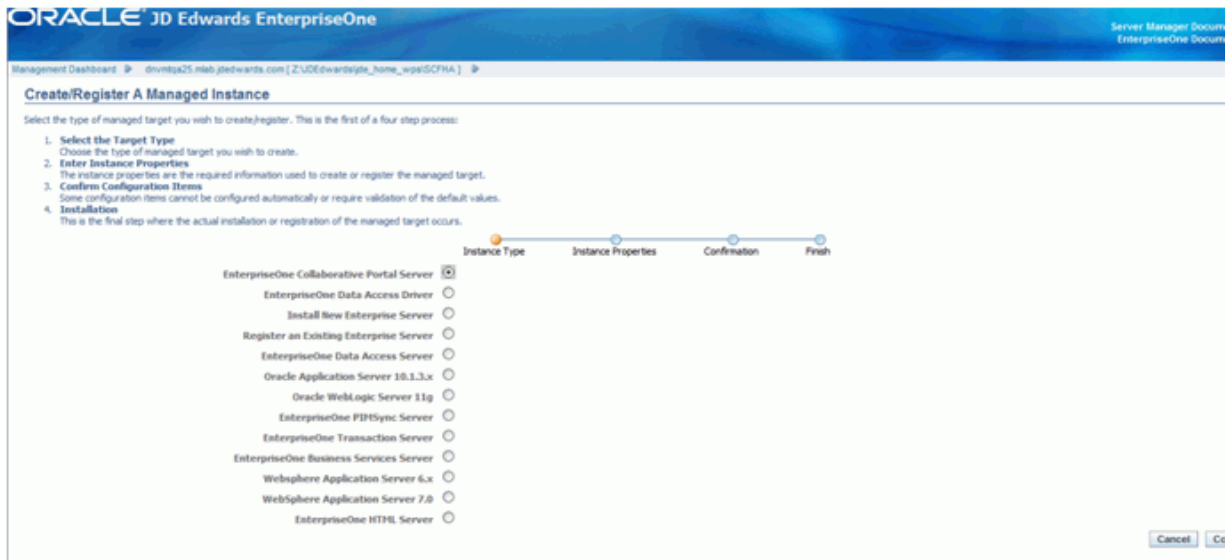 ORACLE JD Edwards EnterpriseOne
Server Manager Docum
EnterpriseOne Docum
Management Dashboard dnvmtqa25.mlab.jdedwards.com [ Z:\JDEdwards\jde_home_wps\SCFHA ]
Create/Register A Managed Instance
Select the type of managed target you wish to create/register. This is the first of a four step process:
1. Select the Target Type
Choose the type of managed target you wish to create.
2. Enter Instance Properties
The instance properties are the required information used to create or register the managed target.
3. Confirm Configuration Items
Some configuration items cannot be configured automatically or require validation of the default values.
4. Installation
This is the final step where the actual installation or registration of the managed target occurs.
Instance Type Instance Properties Confirmation Finish
EnterpriseOne Collaborative Portal Server
EnterpriseOne Data Access Driver
Install New Enterprise Server
Register an Existing Enterprise Server
EnterpriseOne Data Access Server
Oracle Application Server 10.1.3.x
Oracle WebLogic Server 11g
EnterpriseOne PIMSync Server
EnterpriseOne Transaction Server
EnterpriseOne Business Services Server
Websphere Application Server 6.x
WebSphere Application Server 7.0
EnterpriseOne HTML Server
Cancel Co